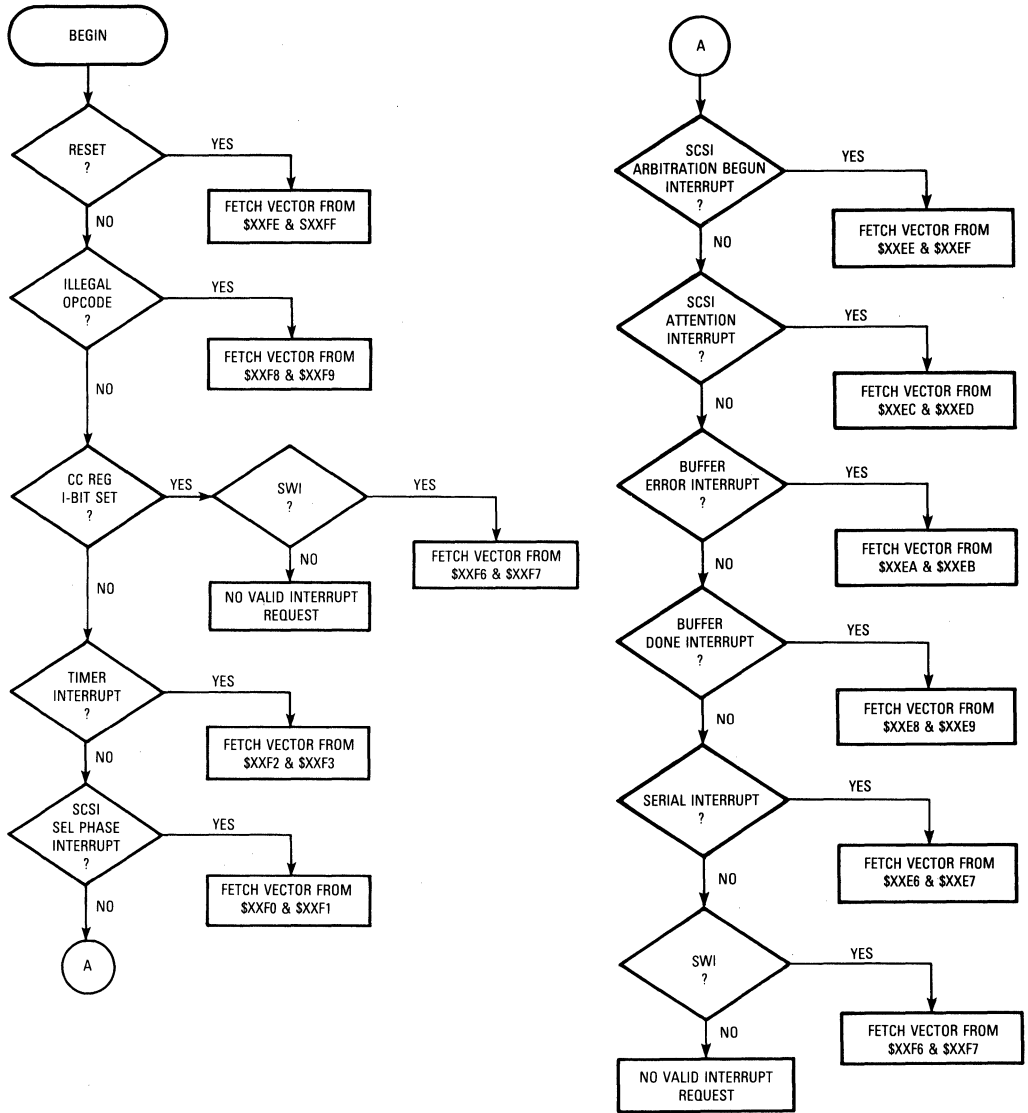 BEGIN
RESET
?
YES
FETCH VECTOR FROM
$XXFE & SXXFF
NO
ILLEGAL
OPCODE
?
YES
FETCH VECTOR FROM
$XXF8 & $XXF9
NO
CC REG
I-BIT SET
?
YES
SWI
?
YES
FETCH VECTOR FROM
$XXF6 & $XXF7
NO
NO VALID INTERRUPT
REQUEST
NO
TIMER
INTERRUPT
?
YES
FETCH VECTOR FROM
$XXF2 & $XXF3
NO
SCSI
SEL PHASE
INTERRUPT
?
YES
FETCH VECTOR FROM
$XXF0 & $XXF1
NO
A
A
SCSI
ARBITRATION BEGUN
INTERRUPT
?
YES
FETCH VECTOR FROM
$XXEE & $XXEF
NO
SCSI
ATTENTION
INTERRUPT
?
YES
FETCH VECTOR FROM
$XXEC & $XXED
NO
BUFFER
ERROR INTERRUPT
?
YES
FETCH VECTOR FROM
$XXEA & $XXEB
NO
BUFFER
DONE INTERRUPT
?
YES
FETCH VECTOR FROM
$XXE8 & $XXE9
NO
SERIAL INTERRUPT
?
YES
FETCH VECTOR FROM
$XXE6 & $XXE7
NO
SWI
?
YES
FETCH VECTOR FROM
$XXF6 & $XXF7
NO
NO VALID INTERRUPT
REQUEST